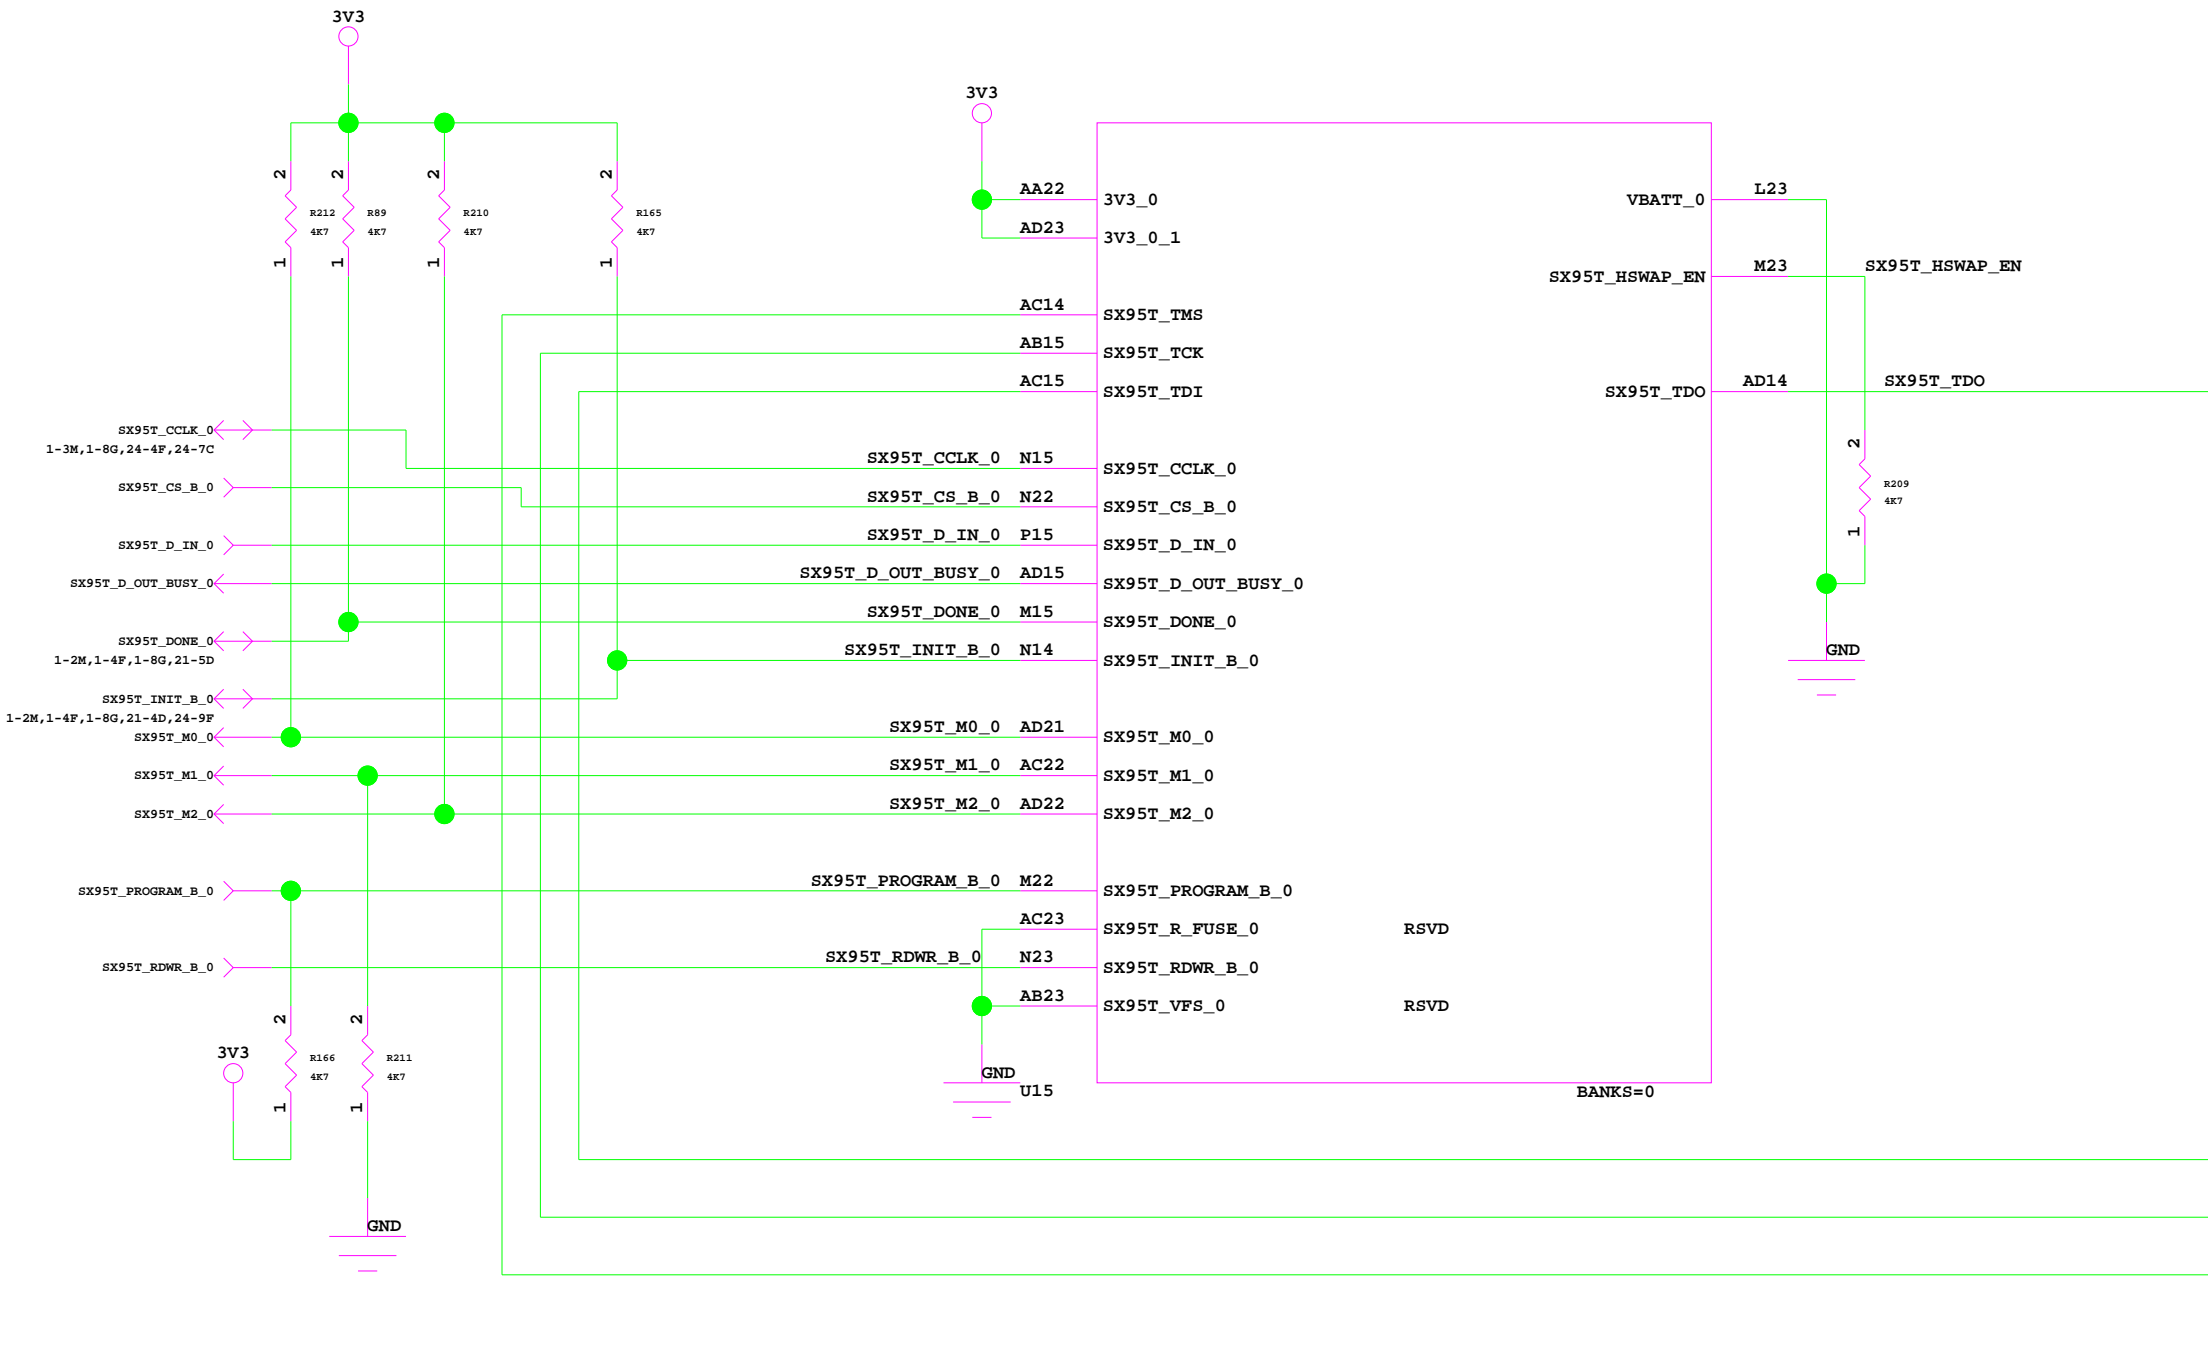 3V3
3V3
2
2
2
2
R212
4K7
R89
4K7
R210
4K7
R165
4K7
1
1
1
1
AA22
3V3_0
AD23
3V3_0_1
VBATT_0
L23
SX95T_HSWAP_EN
M23
SX95T_HSWAP_EN
AC14
SX95T_TMS
AB15
SX95T_TCK
AC15
SX95T_TDI
SX95T_TDO
AD14
SX95T_TDO
SX95T_CCLK_0
1-3M,1-8G,24-4F,24-7C
SX95T_CCLK_0
N15
SX95T_CCLK_0
SX95T_CS_B_0
SX95T_CS_B_0
N22
SX95T_CS_B_0
2
R209
4K7
1
SX95T_D_IN_0
SX95T_D_IN_0
P15
SX95T_D_IN_0
SX95T_D_OUT_BUSY_0
SX95T_D_OUT_BUSY_0
AD15
SX95T_D_OUT_BUSY_0
SX95T_DONE_0
1-2M,1-4F,1-8G,21-5D
SX95T_DONE_0
M15
SX95T_DONE_0
SX95T_INIT_B_0
N14
SX95T_INIT_B_0
GND
SX95T_INIT_B_0
1-2M,1-4F,1-8G,21-4D,24-9F
SX95T_M0_0
SX95T_M0_0
AD21
SX95T_M0_0
SX95T_M1_0
SX95T_M1_0
AC22
SX95T_M1_0
SX95T_M2_0
SX95T_M2_0
AD22
SX95T_M2_0
SX95T_PROGRAM_B_0
SX95T_PROGRAM_B_0
M22
SX95T_PROGRAM_B_0
AC23
SX95T_R_FUSE_0
RSVD
SX95T_RDWR_B_0
SX95T_RDWR_B_0
N23
SX95T_RDWR_B_0
AB23
SX95T_VFS_0
RSVD
2
2
3V3
R166
4K7
R211
4K7
1
1
GND
U15
BANKS=0
GND